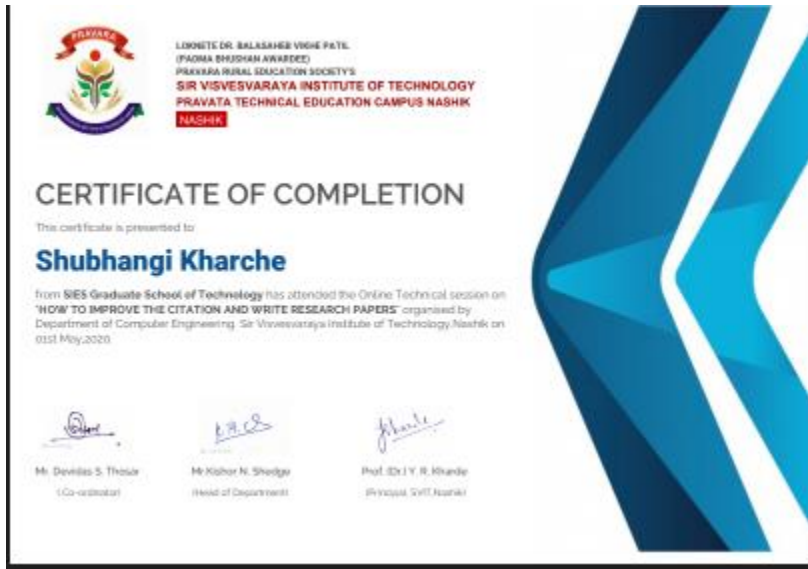 PRAVARA
LOKNETE DR. BALASAHEB VIKHE PATIL
(PADMA BHUSHAN AWARDEE)
PRAVARA RURAL EDUCATION SOCIETY'S
SIR VISVESVARAYA INSTITUTE OF TECHNOLOGY
PRAVATA TECHNICAL EDUCATION CAMPUS NASHIK
NASHIK
CERTIFICATE OF COMPLETION
This certificate is presented to
Shubhangi Kharche
from SIES Graduate School of Technology has attended the Online Technical session on
"HOW TO IMPROVE THE CITATION AND WRITE RESEARCH PAPERS" organised by
Department of Computer Engineering Sir Visvesvaraya Institute of Technology,Nashik on
01st May,2020
Mr. Devidas S. Thosar
(Co-ordinator)
Mr.Kishor N. Shedge
(Head of Department)
Prof. (Dr.) Y. R. Kharde
(Principal, SVIT,Nashik)